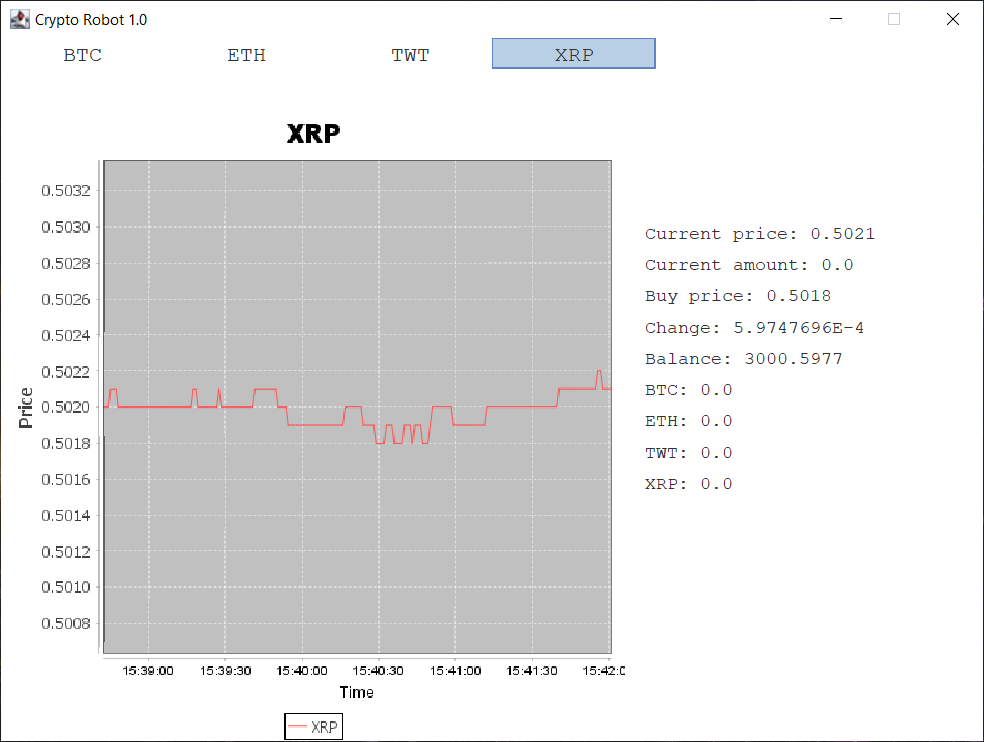 Crypto Robot 1.0
BTC ETH TWT XRP
XRP
0.5032
0.5030
0.5028
0.5026
0.5024
0.5022
0.5020
0.5018
0.5016
0.5014
0.5012
0.5010
0.5008
Price
15:39:00 15:39:30 15:40:00 15:40:30 15:41:00 15:41:30 15:42:0
Time
XRP
Current price: 0.5021
Current amount: 0.0
Buy price: 0.5018
Change: 5.9747696E-4
Balance: 3000.5977
BTC: 0.0
ETH: 0.0
TWT: 0.0
XRP: 0.0